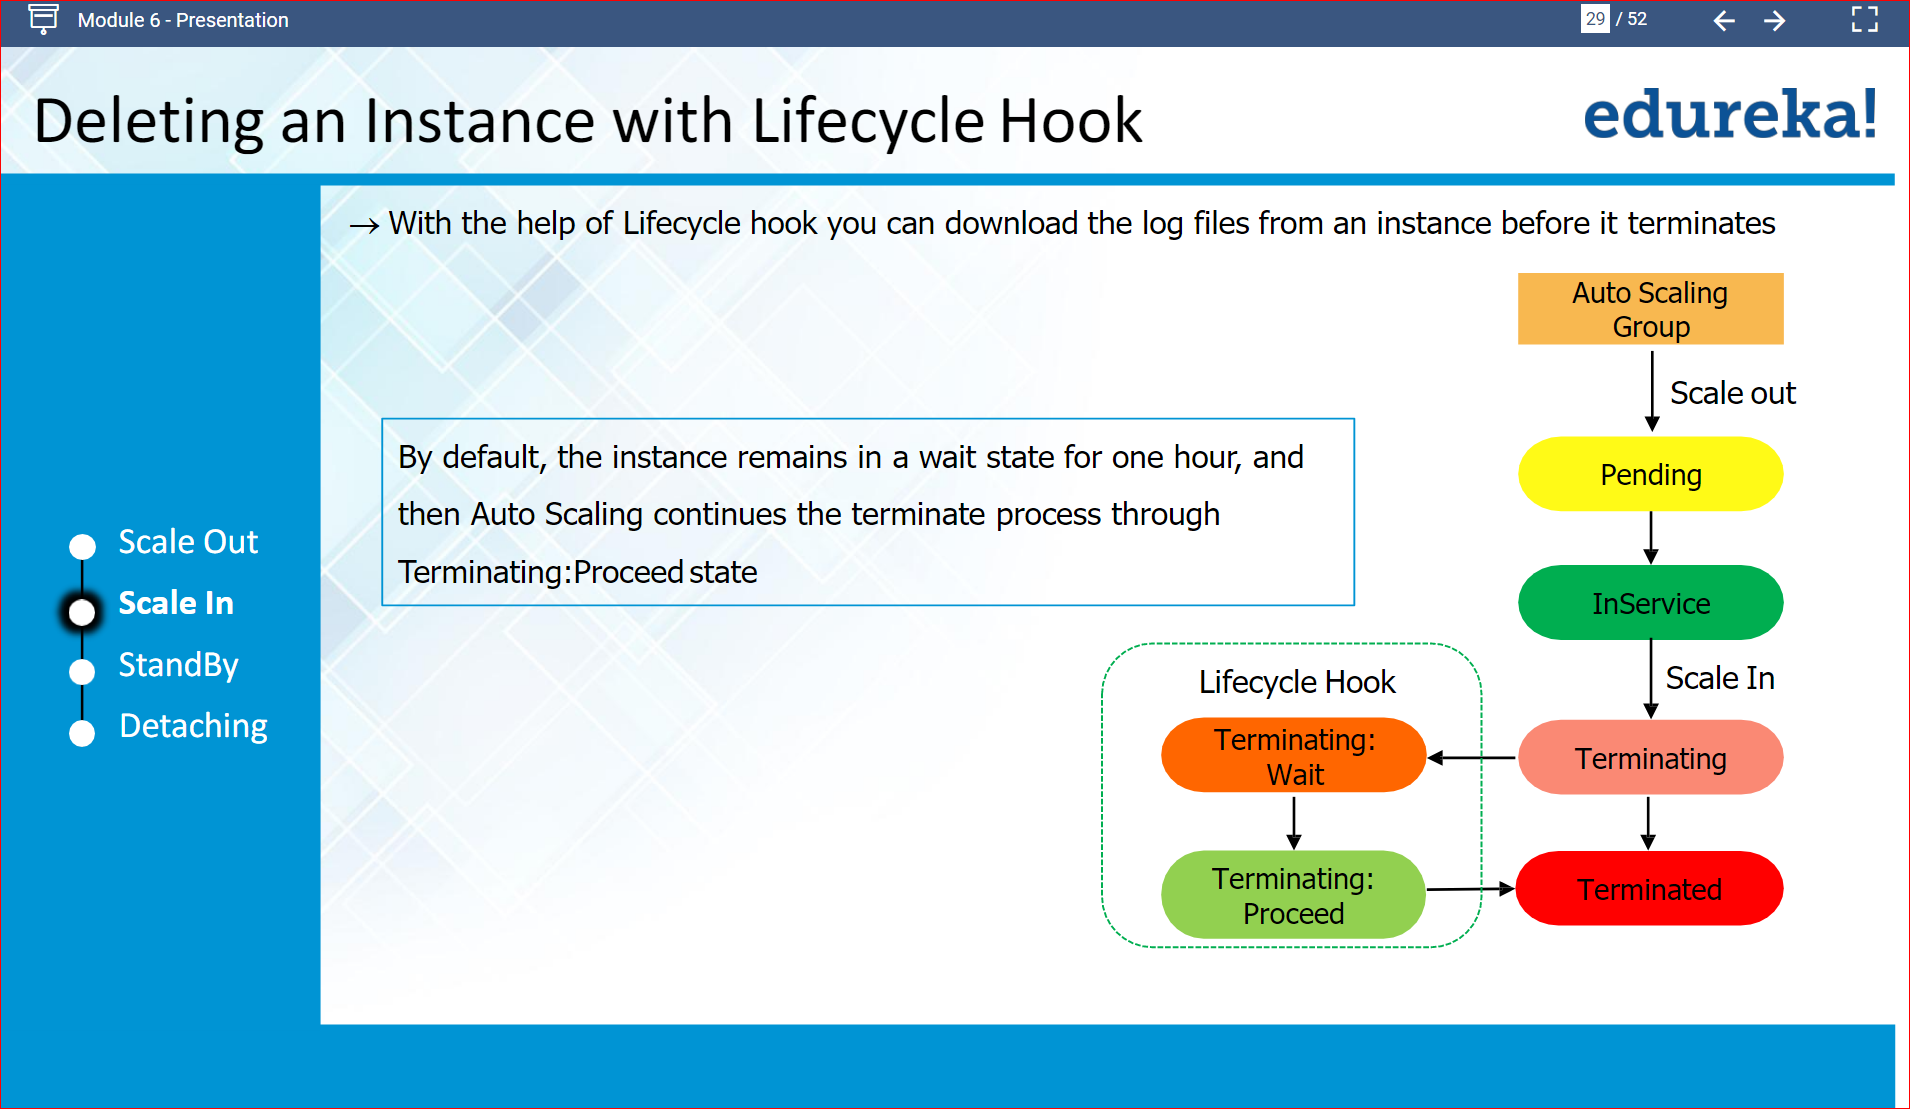 Module 6 - Presentation
29 / 52
Deleting an Instance with Lifecycle Hook
edureka!
→ With the help of Lifecycle hook you can download the log files from an instance before it terminates
By default, the instance remains in a wait state for one hour, and
then Auto Scaling continues the terminate process through
Terminating:Proceed state
Scale Out
Scale In
StandBy
Detaching
Auto Scaling
Group
Scale out
Pending
InService
Scale In
Lifecycle Hook
Terminating:
Wait
Terminating
Terminating:
Proceed
Terminated